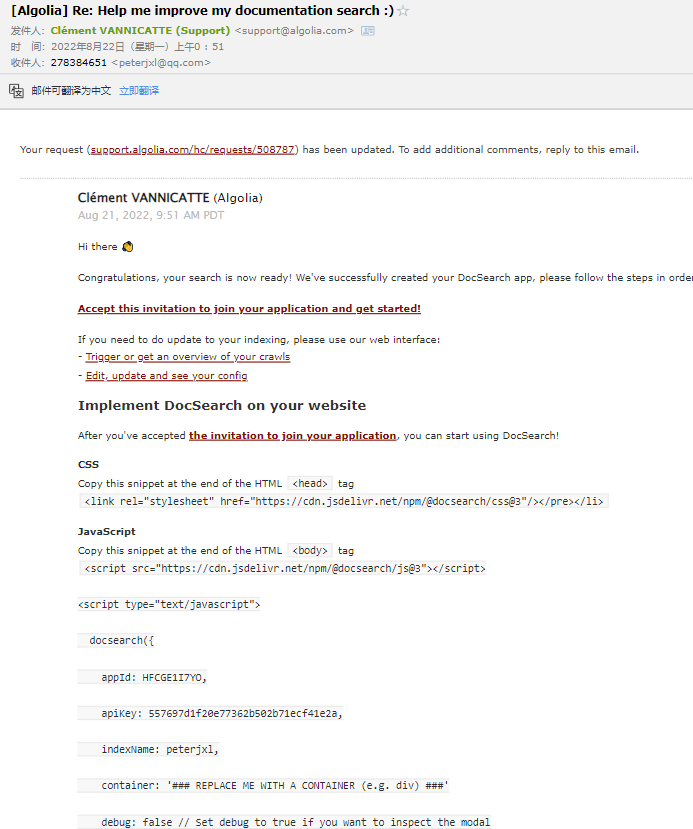 [Algolia] Re: Help me improve my documentation search :)
发件人: Clément VANNICATTE (Support) <support@algolia.com>
时 间: 2022年8月22日（星期一）上午0：51
收件人: 278384651 <peterjxl@qq.com>
邮件可翻译为中文 立即翻译
Your request (support.algolia.com/hc/requests/508787) has been updated. To add additional comments, reply to this email.
Clément VANNICATTE (Algolia)
Aug 21, 2022, 9:51 AM PDT
Hi there
Congratulations, your search is now ready! We've successfully created your DocSearch app, please follow the steps in order
Accept this invitation to join your application and get started!
If you need to do update to your indexing, please use our web interface:
- Trigger or get an overview of your crawls
- Edit, update and see your config
Implement DocSearch on your website
After you've accepted the invitation to join your application, you can start using DocSearch!
CSS
Copy this snippet at the end of the HTML <head> tag
<link rel="stylesheet" href="https://cdn.jsdelivr.net/npm/@docsearch/css@3"/></pre></li>
JavaScript
Copy this snippet at the end of the HTML <body> tag
<script src="https://cdn.jsdelivr.net/npm/@docsearch/js@3"></script>
<script type="text/javascript">
docsearch({
appId: HFCGE1I7YO,
apiKey: 557697d1f20e77362b502b71ecf41e2a,
indexName: peterjxl,
container: '### REPLACE ME WITH A CONTAINER (e.g. div) ###'
debug: false // Set debug to true if you want to inspect the modal